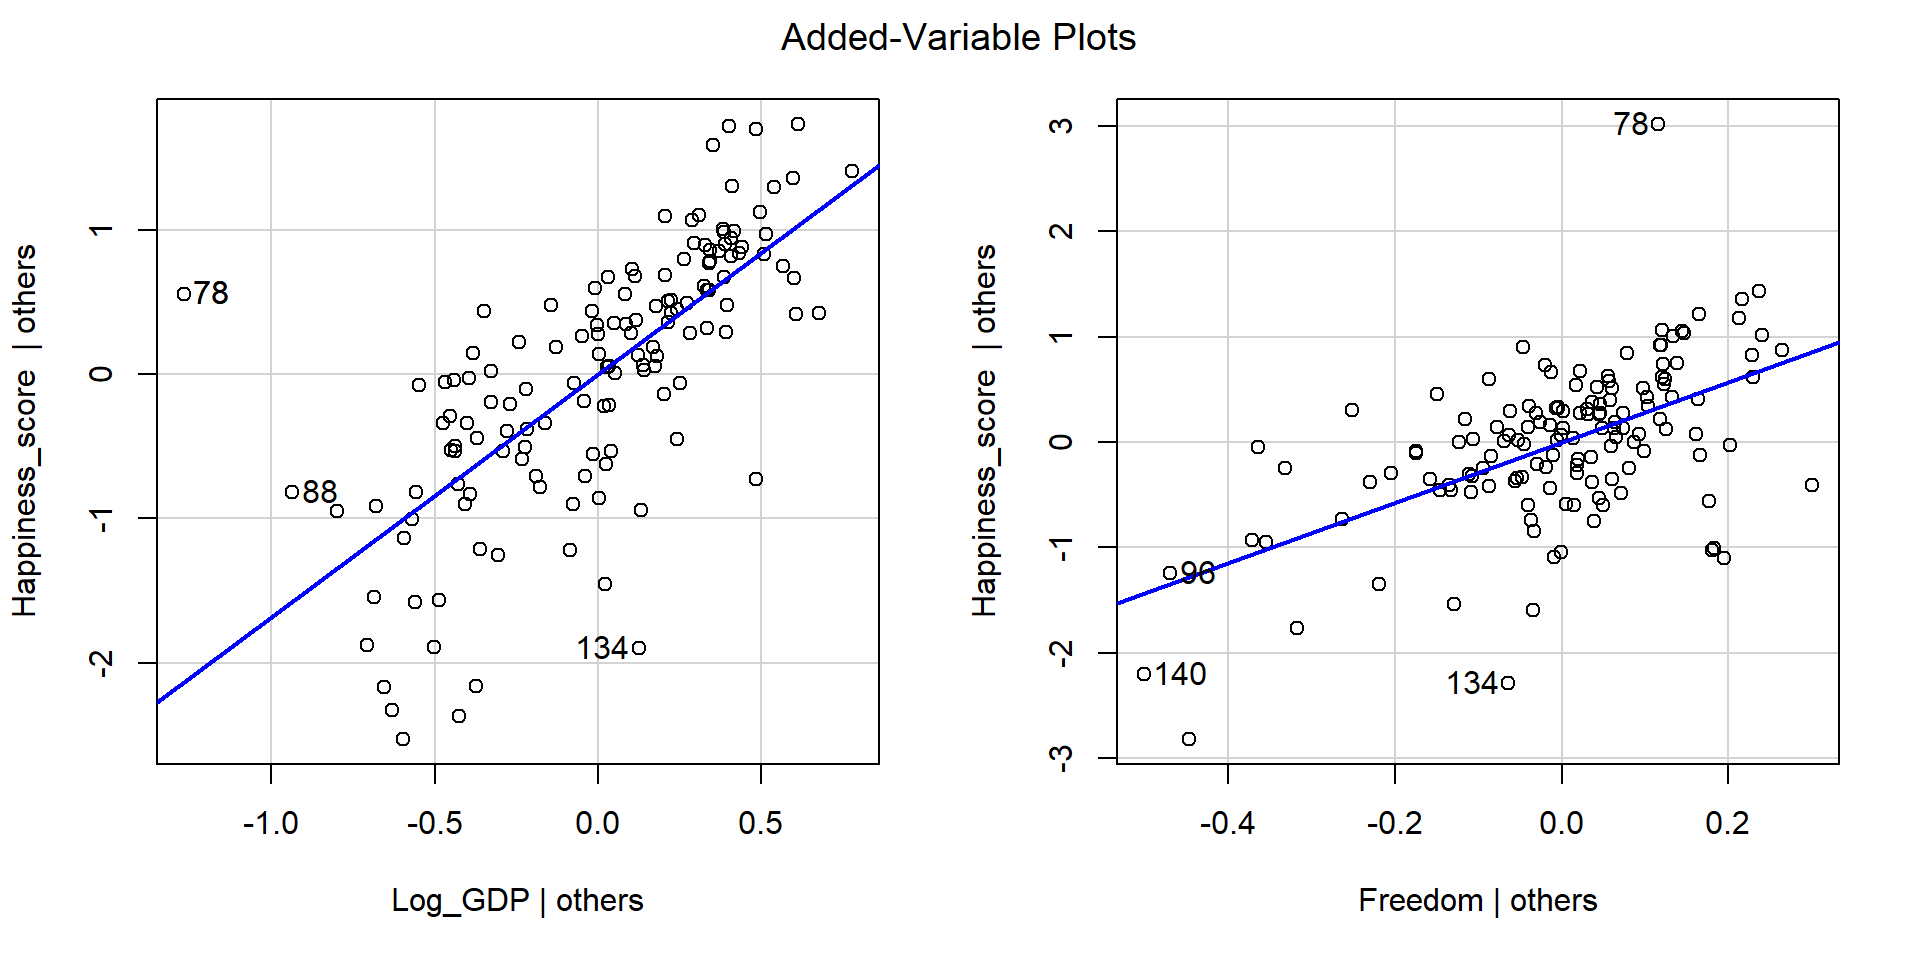 Added-Variable Plots
Happiness_score | others
1
0
-1
-2
78
88
134
-1.0 -0.5 0.0 0.5
Log_GDP | others
Happiness_score | others
3
2
1
0
-1
-2
-3
78
140
134
-0.4 -0.2 0.0 0.2
Freedom | others